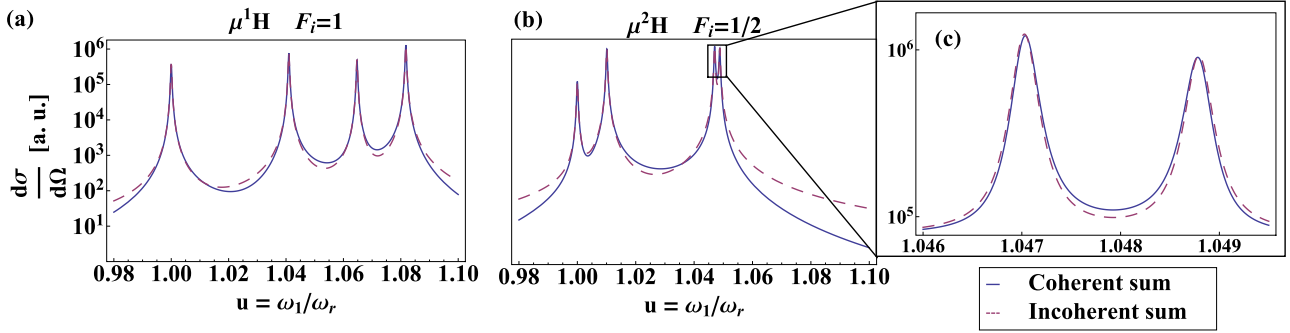 (a)
μ¹H F_i=1
10⁶
10⁵
10⁴
10³
10²
10¹
dσ/dΩ [a. u.]
0.98 1.00 1.02 1.04 1.06 1.08 1.10
u = ω₁/ω_r
(b)
μ²H F_i=1/2
0.98 1.00 1.02 1.04 1.06 1.08 1.10
u = ω₁/ω_r
(c)
10⁶
10⁵
1.046 1.047 1.048 1.049
Coherent sum
Incoherent sum